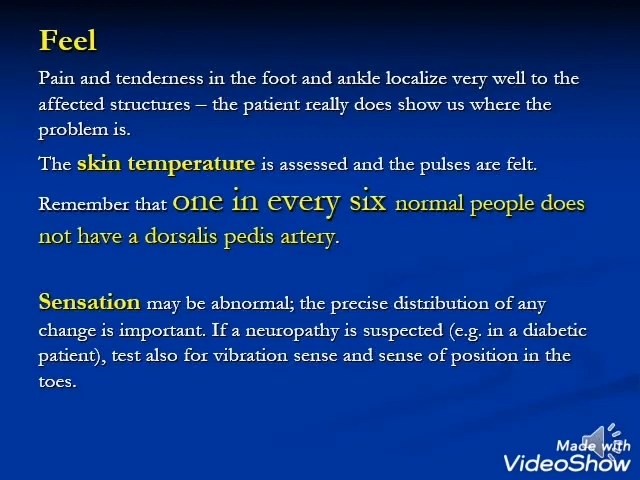 Feel
Pain and tenderness in the foot and ankle localize very well to the
affected structures – the patient really does show us where the
problem is.
The skin temperature is assessed and the pulses are felt.
Remember that one in every six normal people does
not have a dorsalis pedis artery.
Sensation may be abnormal; the precise distribution of any
change is important. If a neuropathy is suspected (e.g. in a diabetic
patient), test also for vibration sense and sense of position in the
toes.
Made with
VideoShow